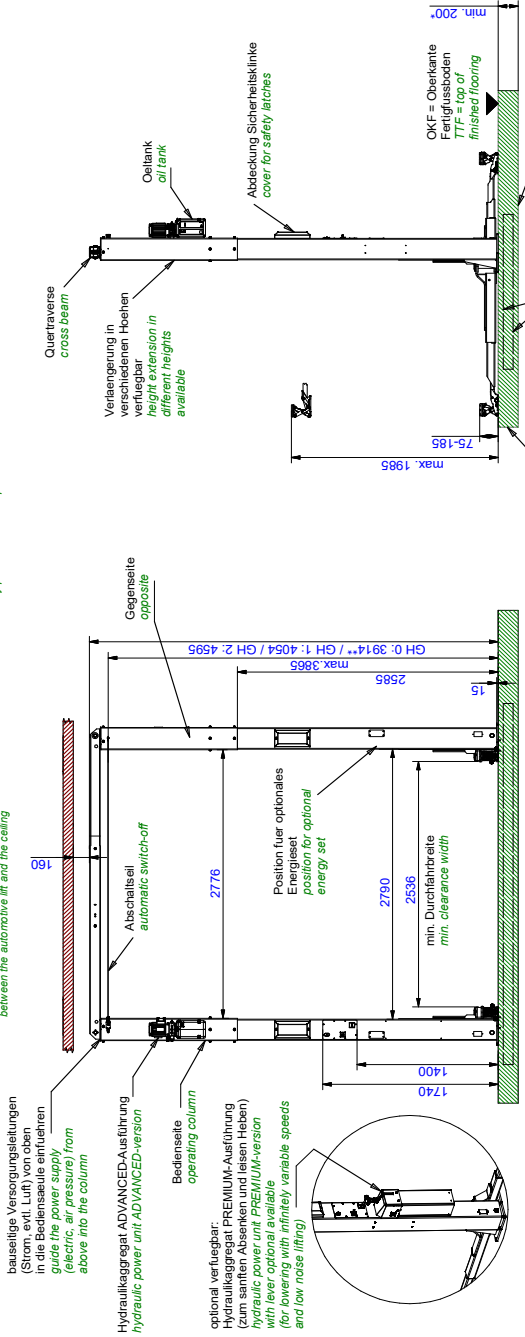 between the automotive lift and the ceiling
bauseitige Versorgungsleitungen
(Strom, evtl. Luft) von oben
in die Bediensaeule einfuehren
guide the power supply
(electric, air pressure) from
above into the column
Hydraulikaggregat ADVANCED-Ausführung
hydraulic power unit ADVANCED-version
Bedienseite
operating column
optional verfuegbar:
Hydraulikaggregat PREMIUM-Ausführung
(zum sanften Absenken und leisen Heben)
hydraulic power unit PREMIUM-version
with lever optional available
(for lowering with infinitely variable speeds
and low noise lifting)
160
Abschaltseil
automatic switch-off
2776
Position fuer optionales
Energieset
position for optional
energy set
2790
2536
min. Durchfahrbreite
min. clearance width
1400
1740
Gegenseite
opposite
GH 0: 3914** / GH 1: 4054 / GH 2: 4595
max.3865
2585
15
Quertraverse
cross beam
Verlaengerung in
verschiedenen Hoehen
verfuegbar
height extension in
different heights
available
Oeltank
oil tank
Abdeckung Sicherheitsklinke
cover for safety latches
max. 1985
75-185
OKF = Oberkante
Fertigfussboden
TTF = top of
finished flooring
min. 200*